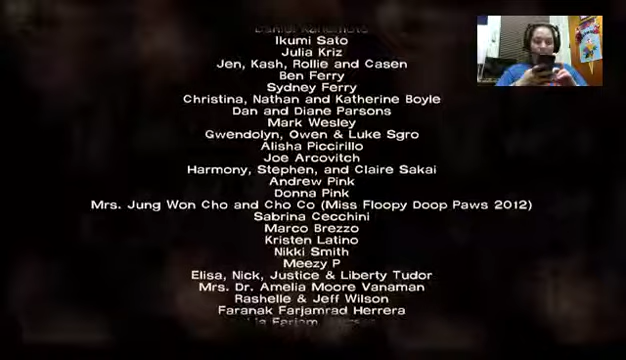 Ikumi Sato
Julia Kriz
Jen, Kash, Rollie and Casen
Ben Ferry
Sydney Ferry
Christina, Nathan and Katherine Boyle
Dan and Diane Parsons
Mark Wesley
Gwendolyn, Owen & Luke Sgro
Alisha Piccirillo
Joe Arcovitch
Harmony, Stephen, and Claire Sakai
Andrew Pink
Donna Pink
Mrs. Jung Won Cho and Cho Co (Miss Floopy Doop Paws 2012)
Sabrina Cecchini
Marco Brezzo
Kristen Latino
Nikki Smith
Meezy P
Elisa, Nick, Justice & Liberty Tudor
Mrs. Dr. Amelia Moore Vanaman
Rashelle & Jeff Wilson
Faranak Farjamrad Herrera